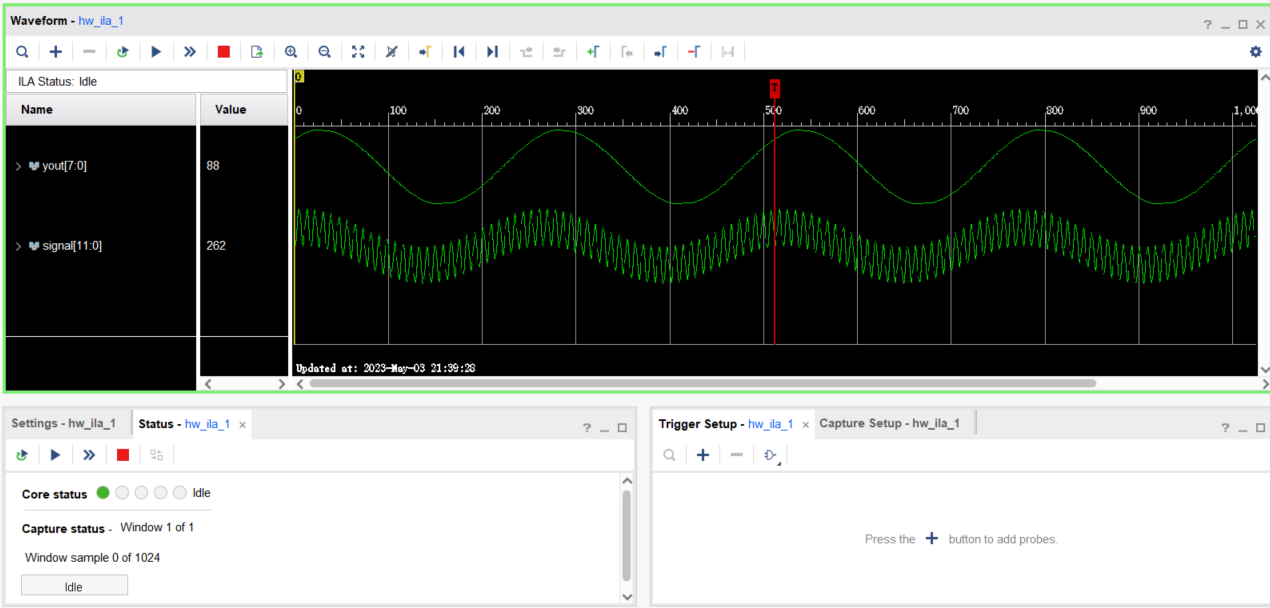 Waveform - hw_ila_1
? _ □ ×
ILA Status: Idle
Name Value
0
T
0 100 200 300 400 500 600 700 800 900 1,00
yout[7:0] 88
signal[11:0] 262
Updated at: 2023-May-03 21:39:28
Settings - hw_ila_1 Status - hw_ila_1 × ? _ □
Core status Idle
Capture status - Window 1 of 1
Window sample 0 of 1024
Idle
Trigger Setup - hw_ila_1 × Capture Setup - hw_ila_1 ? _ □
Press the + button to add probes.